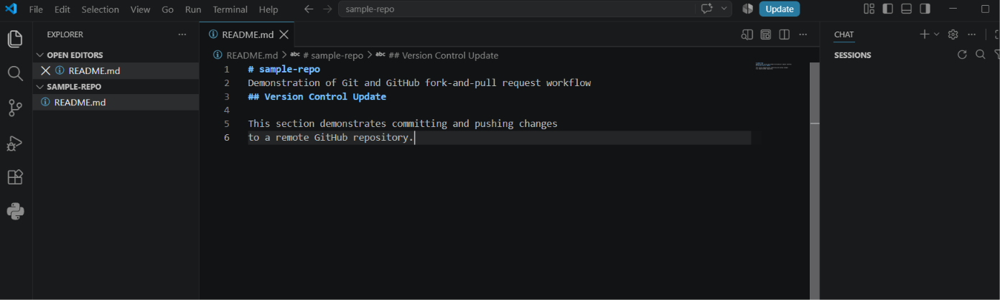 File Edit Selection View Go Run Terminal Help
sample-repo
Update
EXPLORER
OPEN EDITORS
README.md
SAMPLE-REPO
README.md
README.md
README.md > # sample-repo > ## Version Control Update
1 # sample-repo
2 Demonstration of Git and GitHub fork-and-pull request workflow
3 ## Version Control Update
4
5 This section demonstrates committing and pushing changes
6 to a remote GitHub repository.
CHAT
SESSIONS